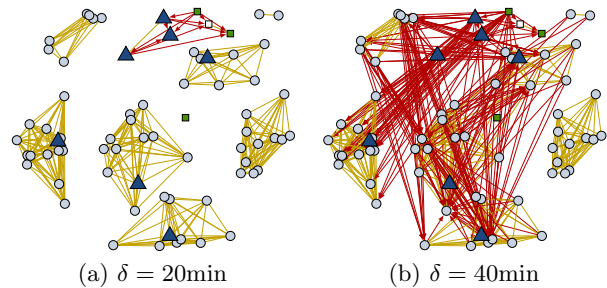 (a) δ = 20min
(b) δ = 40min